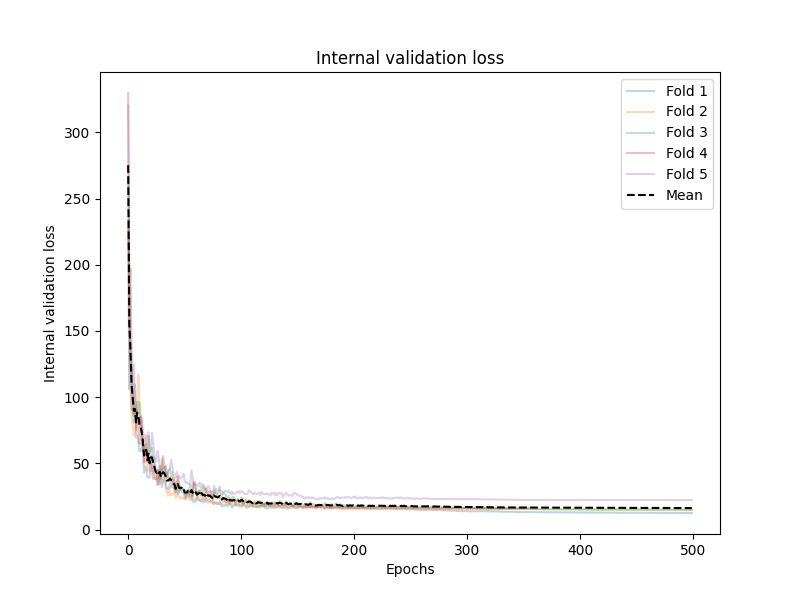 Internal validation loss
Fold 1
Fold 2
Fold 3
Fold 4
Fold 5
Mean
Internal validation loss
300
250
200
150
100
50
0
0 100 200 300 400 500
Epochs